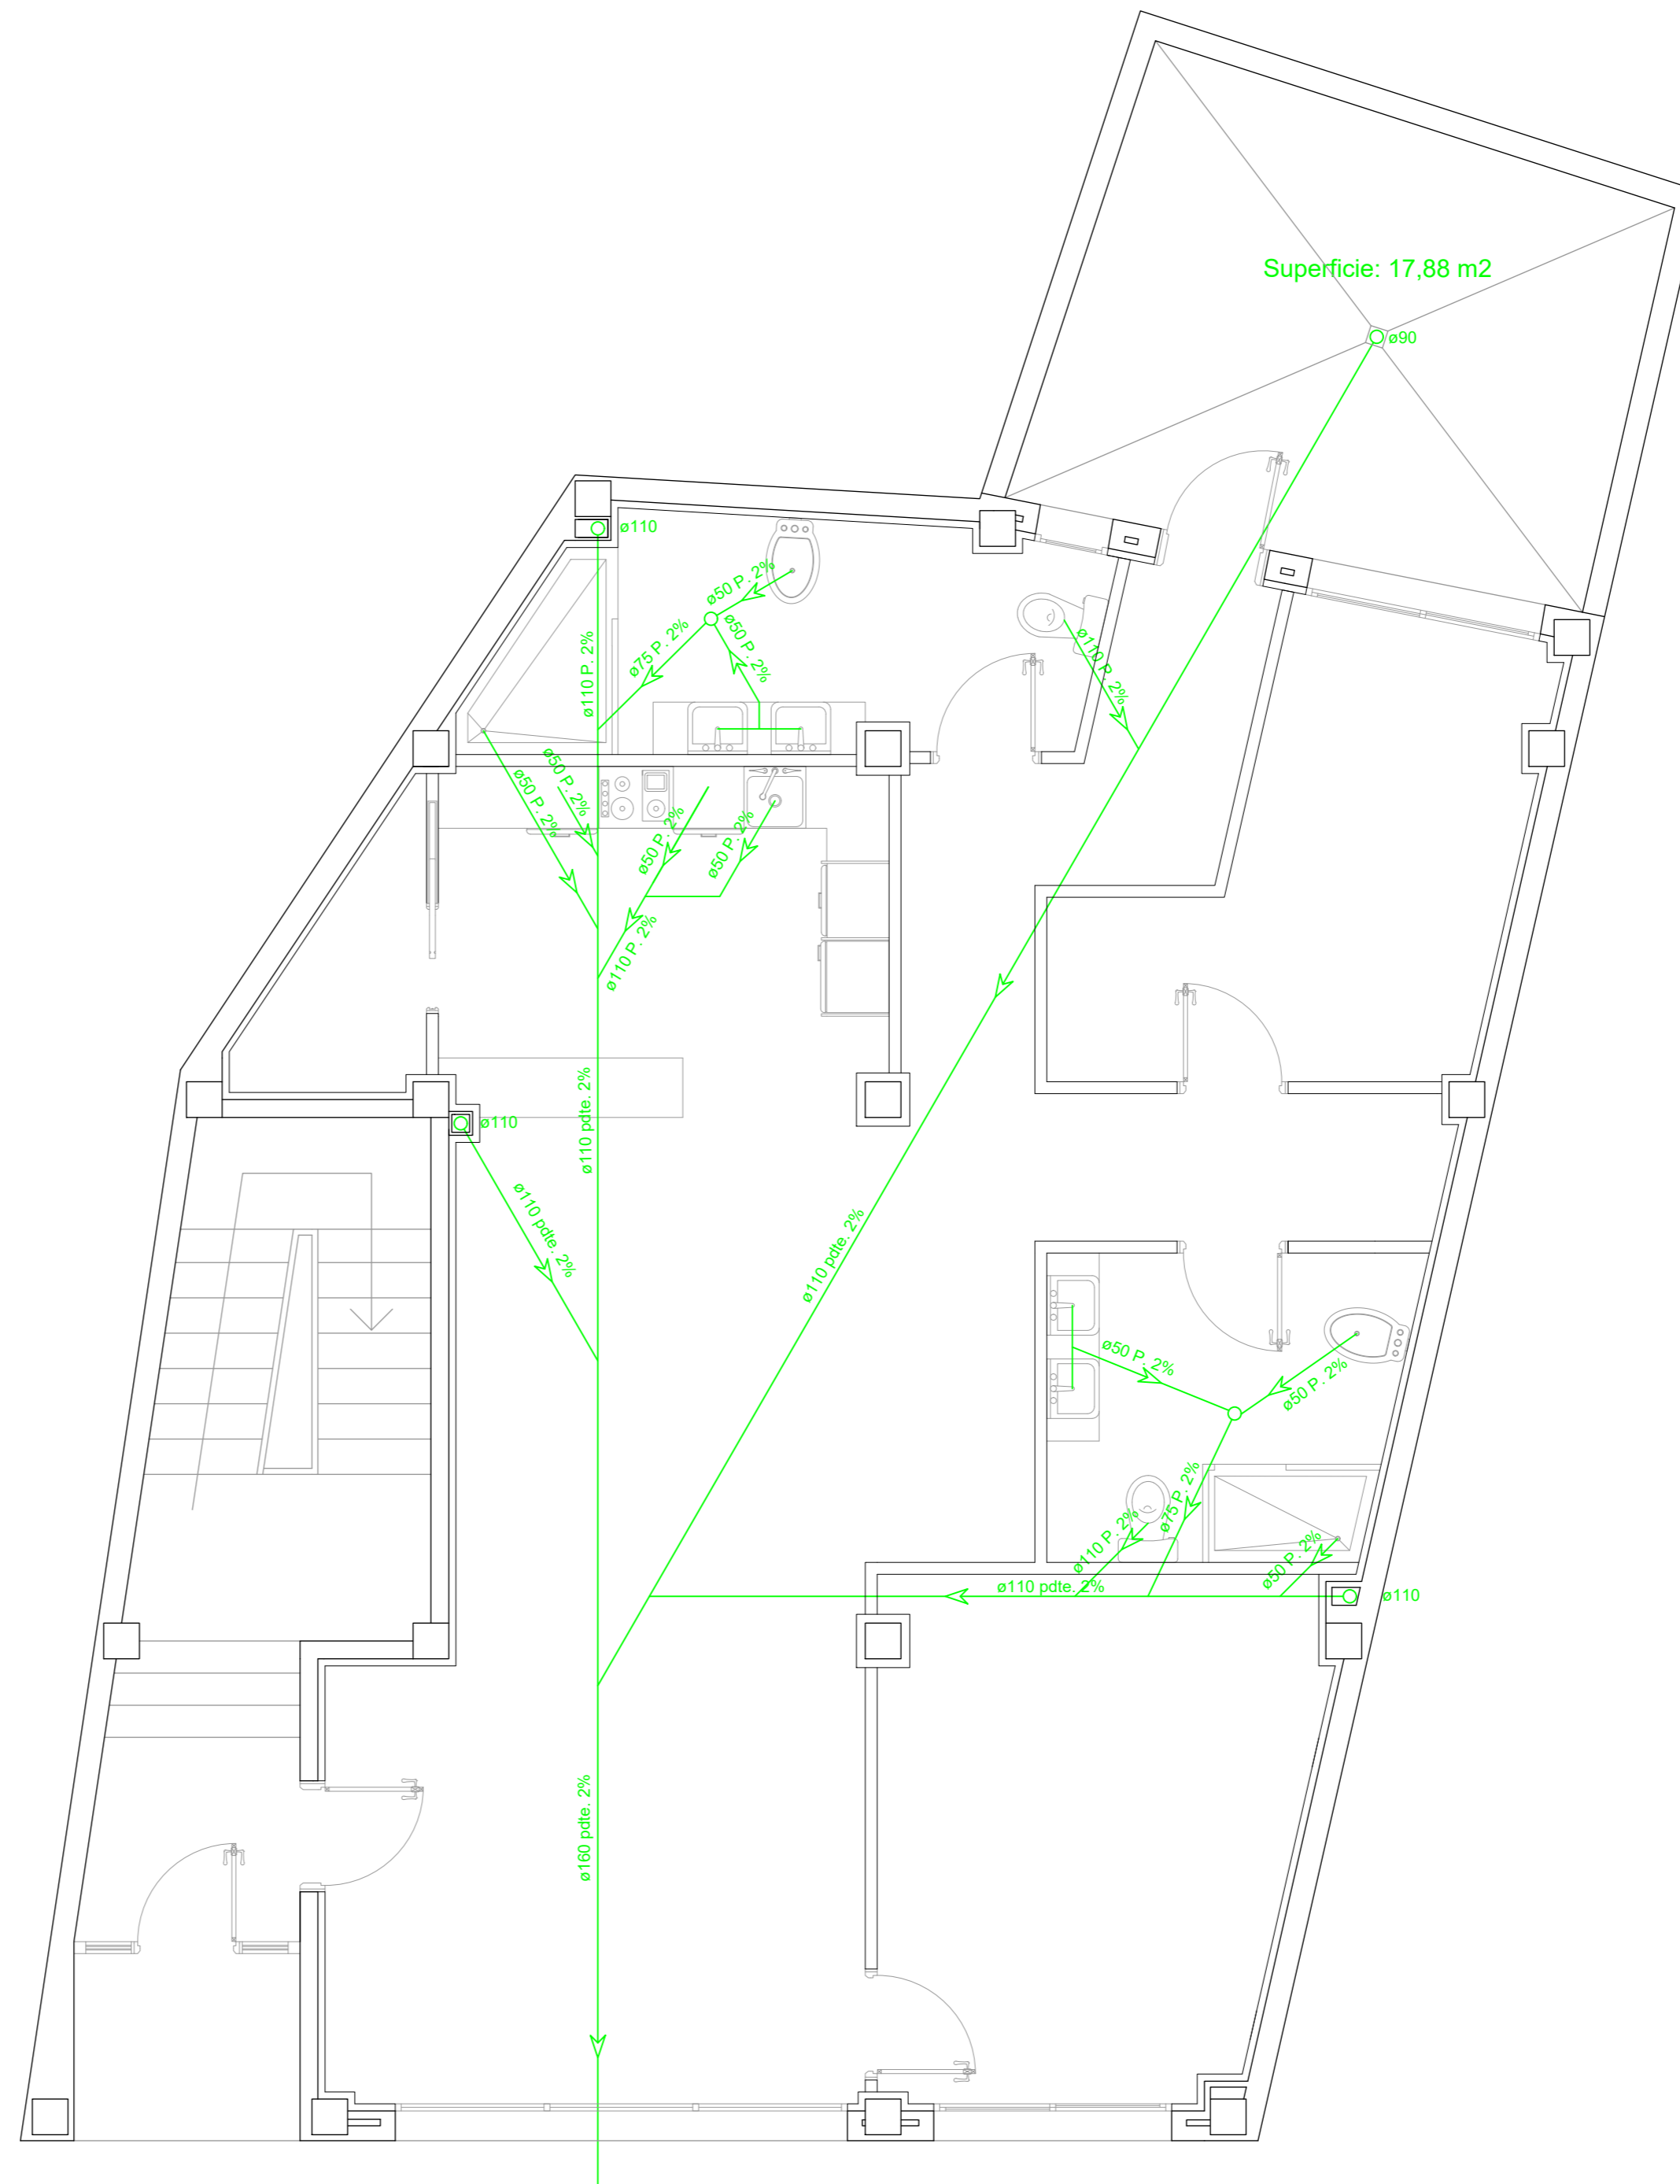 Superficie: 17,88 m2
ø90
ø110
ø50 P. 2%
ø50 P. 2%
ø75 P. 2%
ø110 P. 2%
ø110 P. 2%
ø50 P. 2%
ø50 P. 2%
ø50 P. 2%
ø50 P. 2%
ø110 P. 2%
ø110 pdte. 2%
ø110
ø110 pdte. 2%
ø110 pdte. 2%
ø50 P. 2%
ø50 P. 2%
ø75 P. 2%
ø110 P. 2%
ø50 P. 2%
ø110 pdte. 2%
ø110
ø160 pdte. 2%